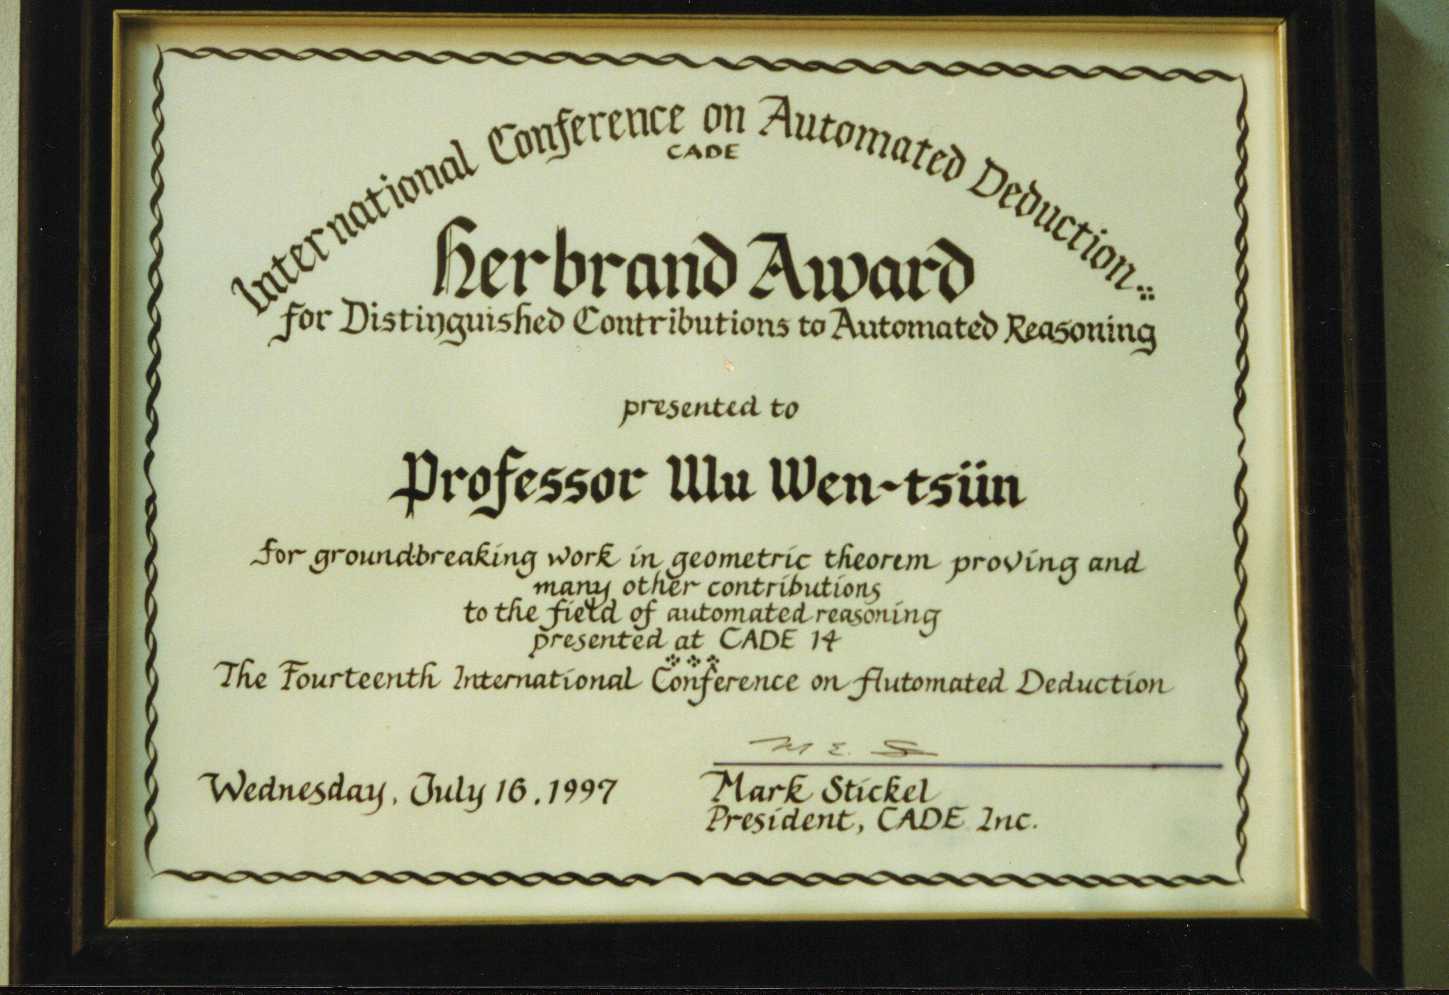 International Conference on Automated Deduction
CADE
Herbrand Award
for Distinguished Contributions to Automated Reasoning
presented to
Professor Wu Wen-tsün
for groundbreaking work in geometric theorem proving and
many other contributions
to the field of automated reasoning
presented at CADE 14
The Fourteenth International Conference on Automated Deduction
M E S
Wednesday, July 16, 1997
Mark Stickel
President, CADE Inc.